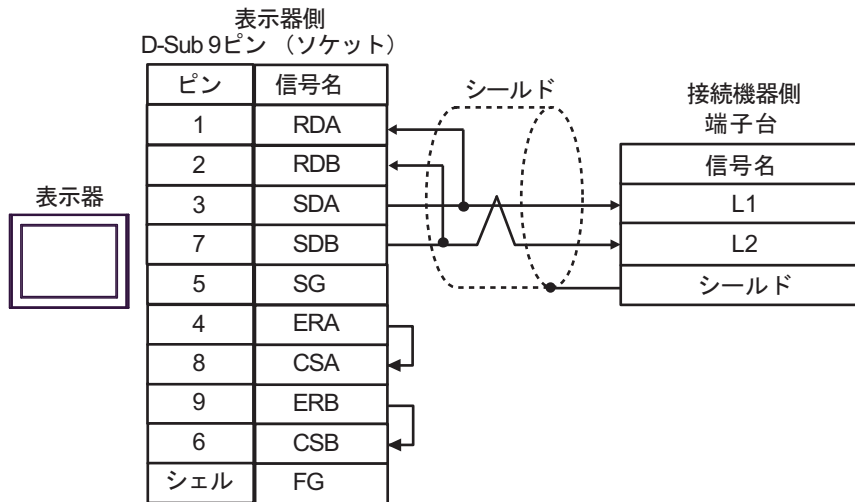 表示器側
D-Sub 9ピン （ソケット）
ピン 信号名
1 RDA
2 RDB
3 SDA
7 SDB
5 SG
4 ERA
8 CSA
9 ERB
6 CSB
シェル FG
表示器
シールド
接続機器側
端子台
信号名
L1
L2
シールド